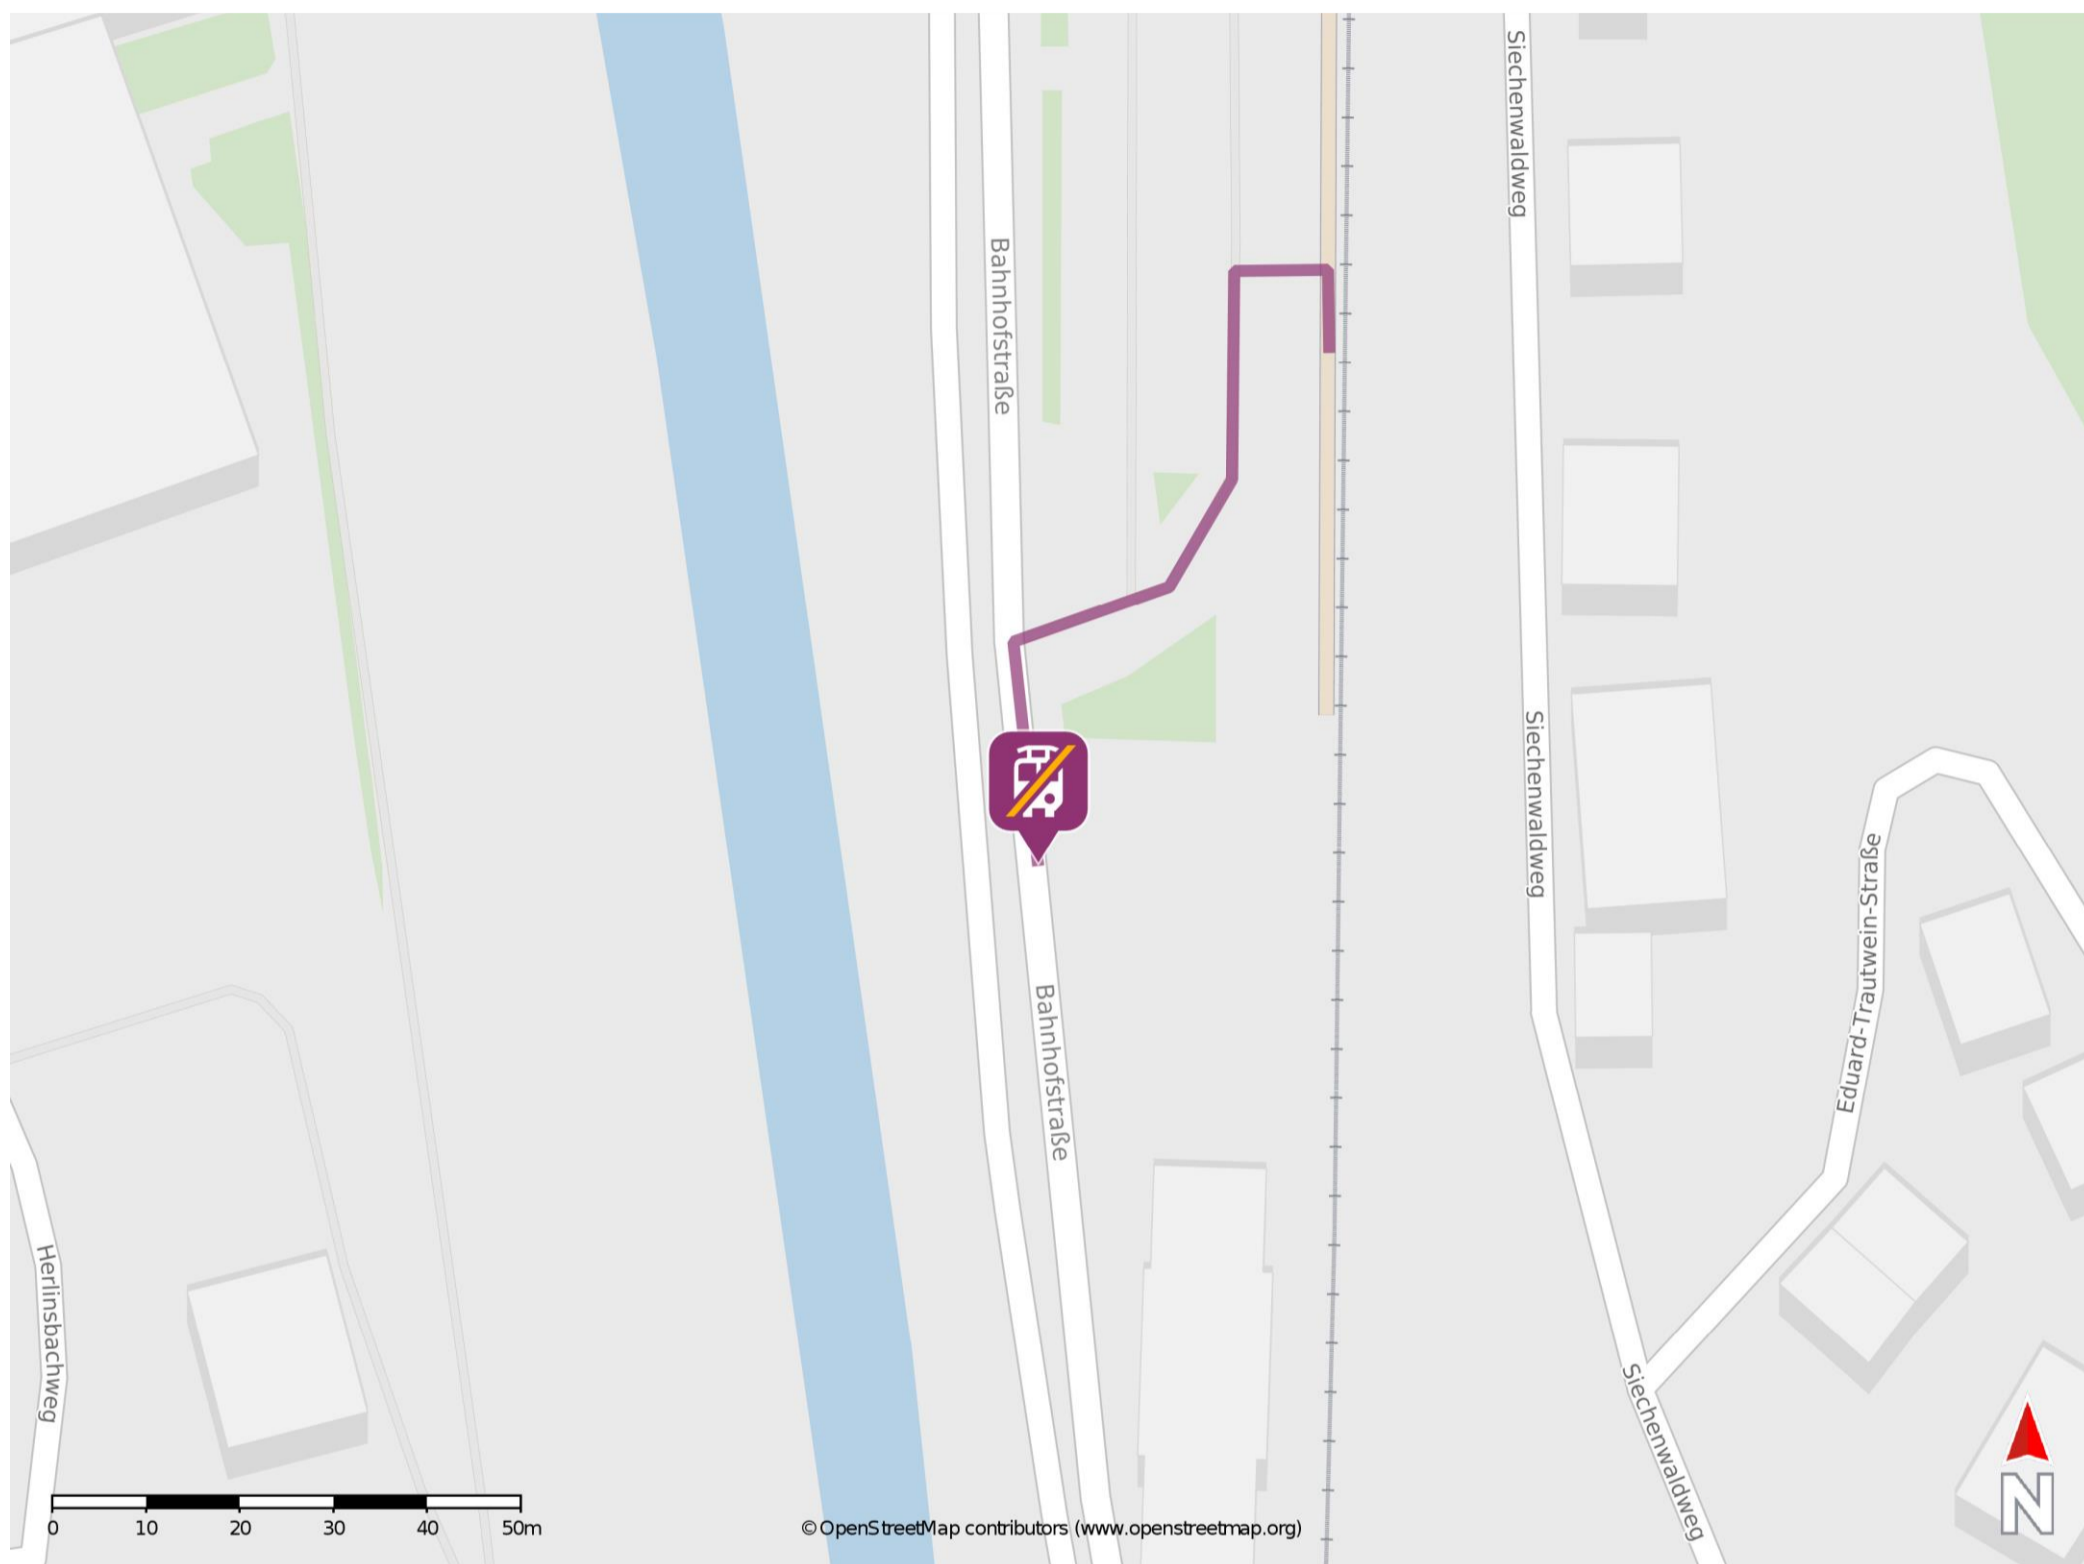 Siechenwaldweg
Bahnhofstraße
Siechenwaldweg
Eduard-Trautwein-Straße
Bahnhofstraße
Herlinsbachweg
Siechenwaldweg
0 10 20 30 40 50m
© OpenStreetMap contributors (www.openstreetmap.org)
N